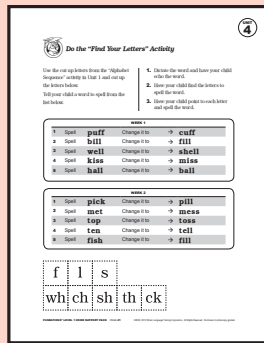 UNIT
4
Do the "Find Your Letters" Activity
Use the cut up letters from the "Alphabet
Sequence" activity in Unit 1 and cut up
the letters below.
Tell your child a word to spell from the
list below.
1. Dictate the word and have your child
echo the word.
2. Have your child find the letters to
spell the word.
3. Have your child point to each letter
and spell the word.
WEEK 1
1 Spell puff Change it to → cuff
2 Spell bill Change it to → fill
3 Spell well Change it to → shell
4 Spell kiss Change it to → miss
5 Spell hall Change it to → ball
WEEK 2
1 Spell pick Change it to → pill
2 Spell met Change it to → mess
3 Spell top Change it to → toss
4 Spell ten Change it to → tell
5 Spell fish Change it to → fill
f l s
wh ch sh th ck